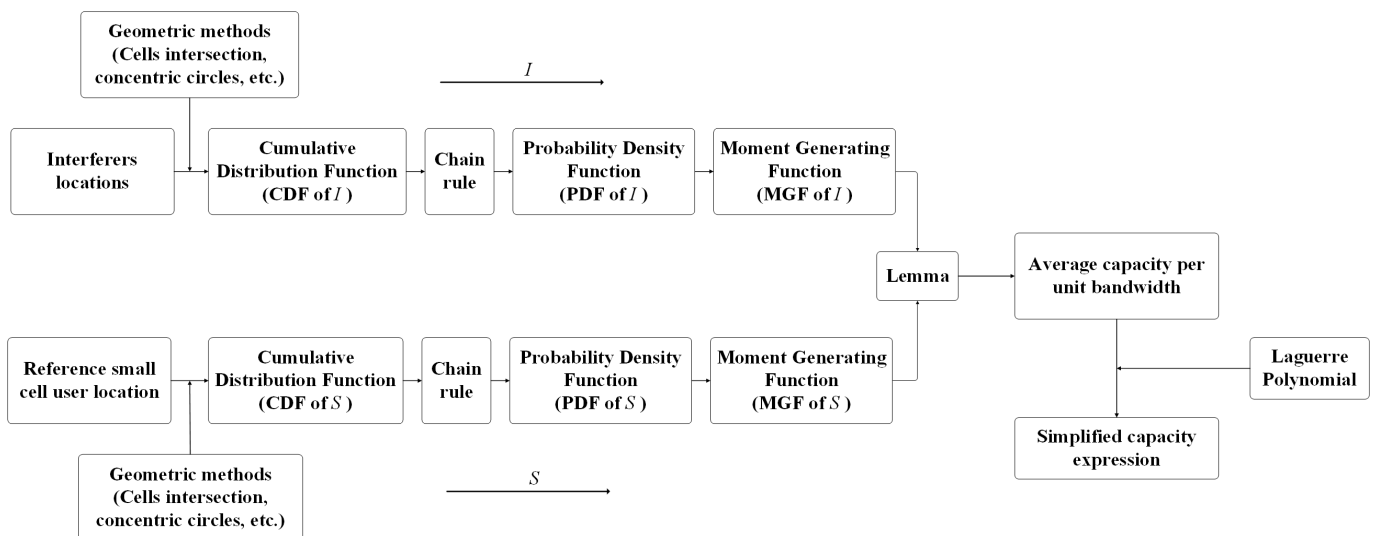 Geometric methods
(Cells intersection,
concentric circles, etc.)
I
Interferers
locations
Cumulative
Distribution Function
(CDF of I )
Chain
rule
Probability Density
Function
(PDF of I )
Moment Generating
Function
(MGF of I )
Lemma
Average capacity per
unit bandwidth
Reference small
cell user location
Cumulative
Distribution Function
(CDF of S )
Chain
rule
Probability Density
Function
(PDF of S )
Moment Generating
Function
(MGF of S )
Laguerre
Polynomial
Simplified capacity
expression
Geometric methods
(Cells intersection,
concentric circles, etc.)
S